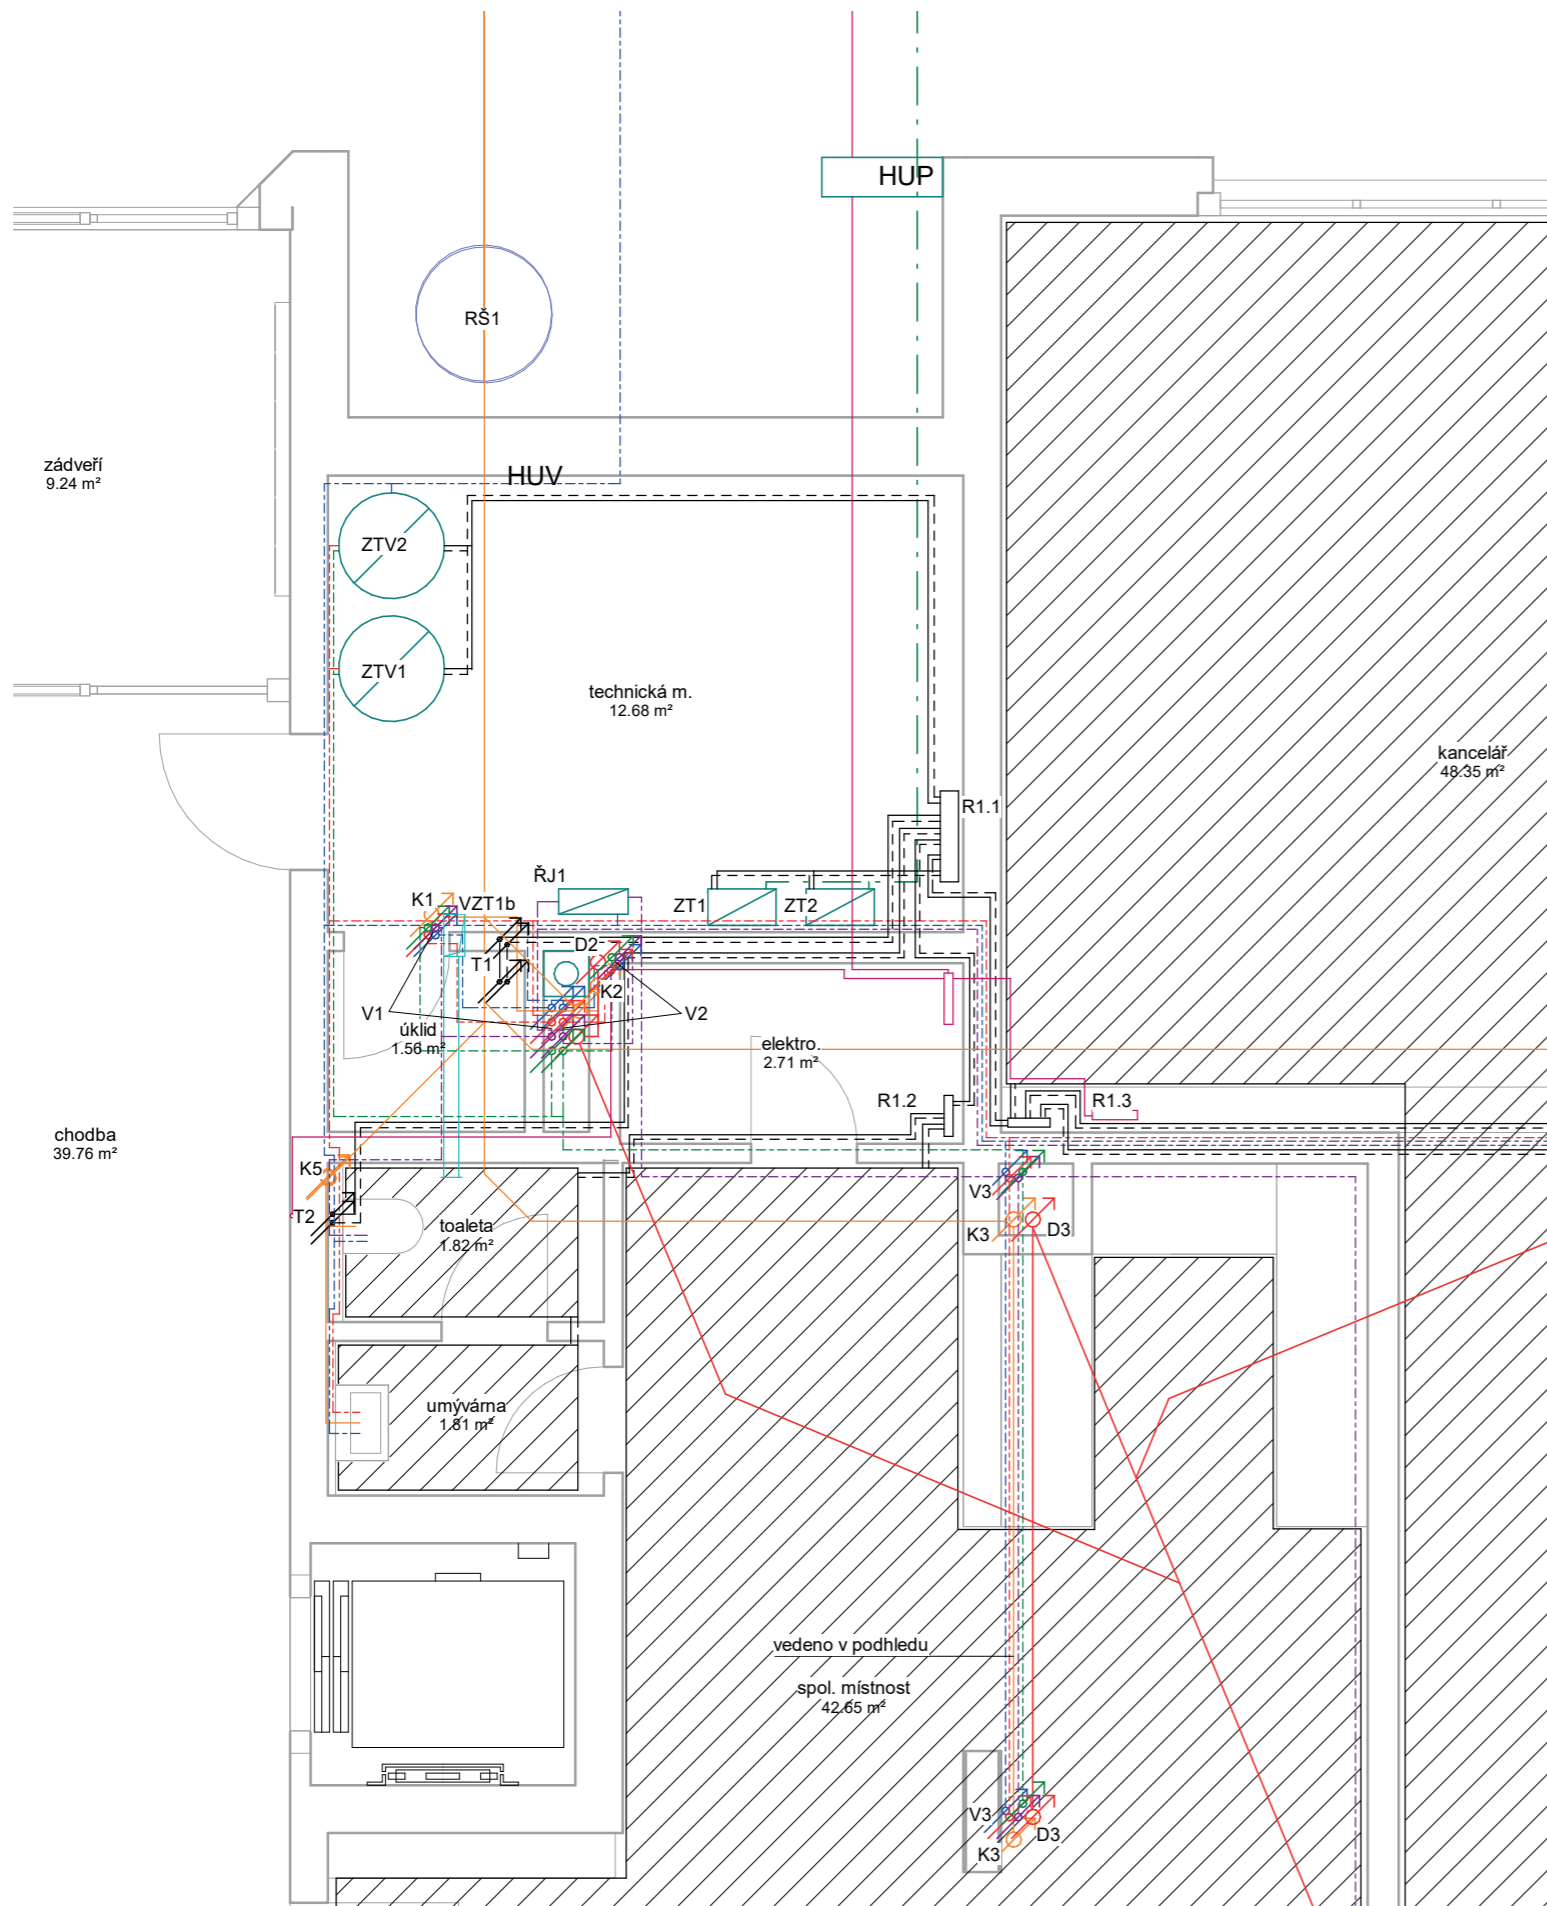 HUP
RŠ1
zádveří
9.24 m²
HUV
ZTV2
ZTV1
technická m.
12.68 m²
kancelář
48.35 m²
R1.1
ŘJ1
K1
VZT1b
ZT1
ZT2
D2
T1
K2
V1
V2
úklid
1.56 m²
elektro.
2.71 m²
R1.2
R1.3
chodba
39.76 m²
K5
V3
T2
toaleta
1.82 m²
K3
D3
umývárna
1.81 m²
vedeno v podhledu
spol. místnost
42.65 m²
V3
D3
K3